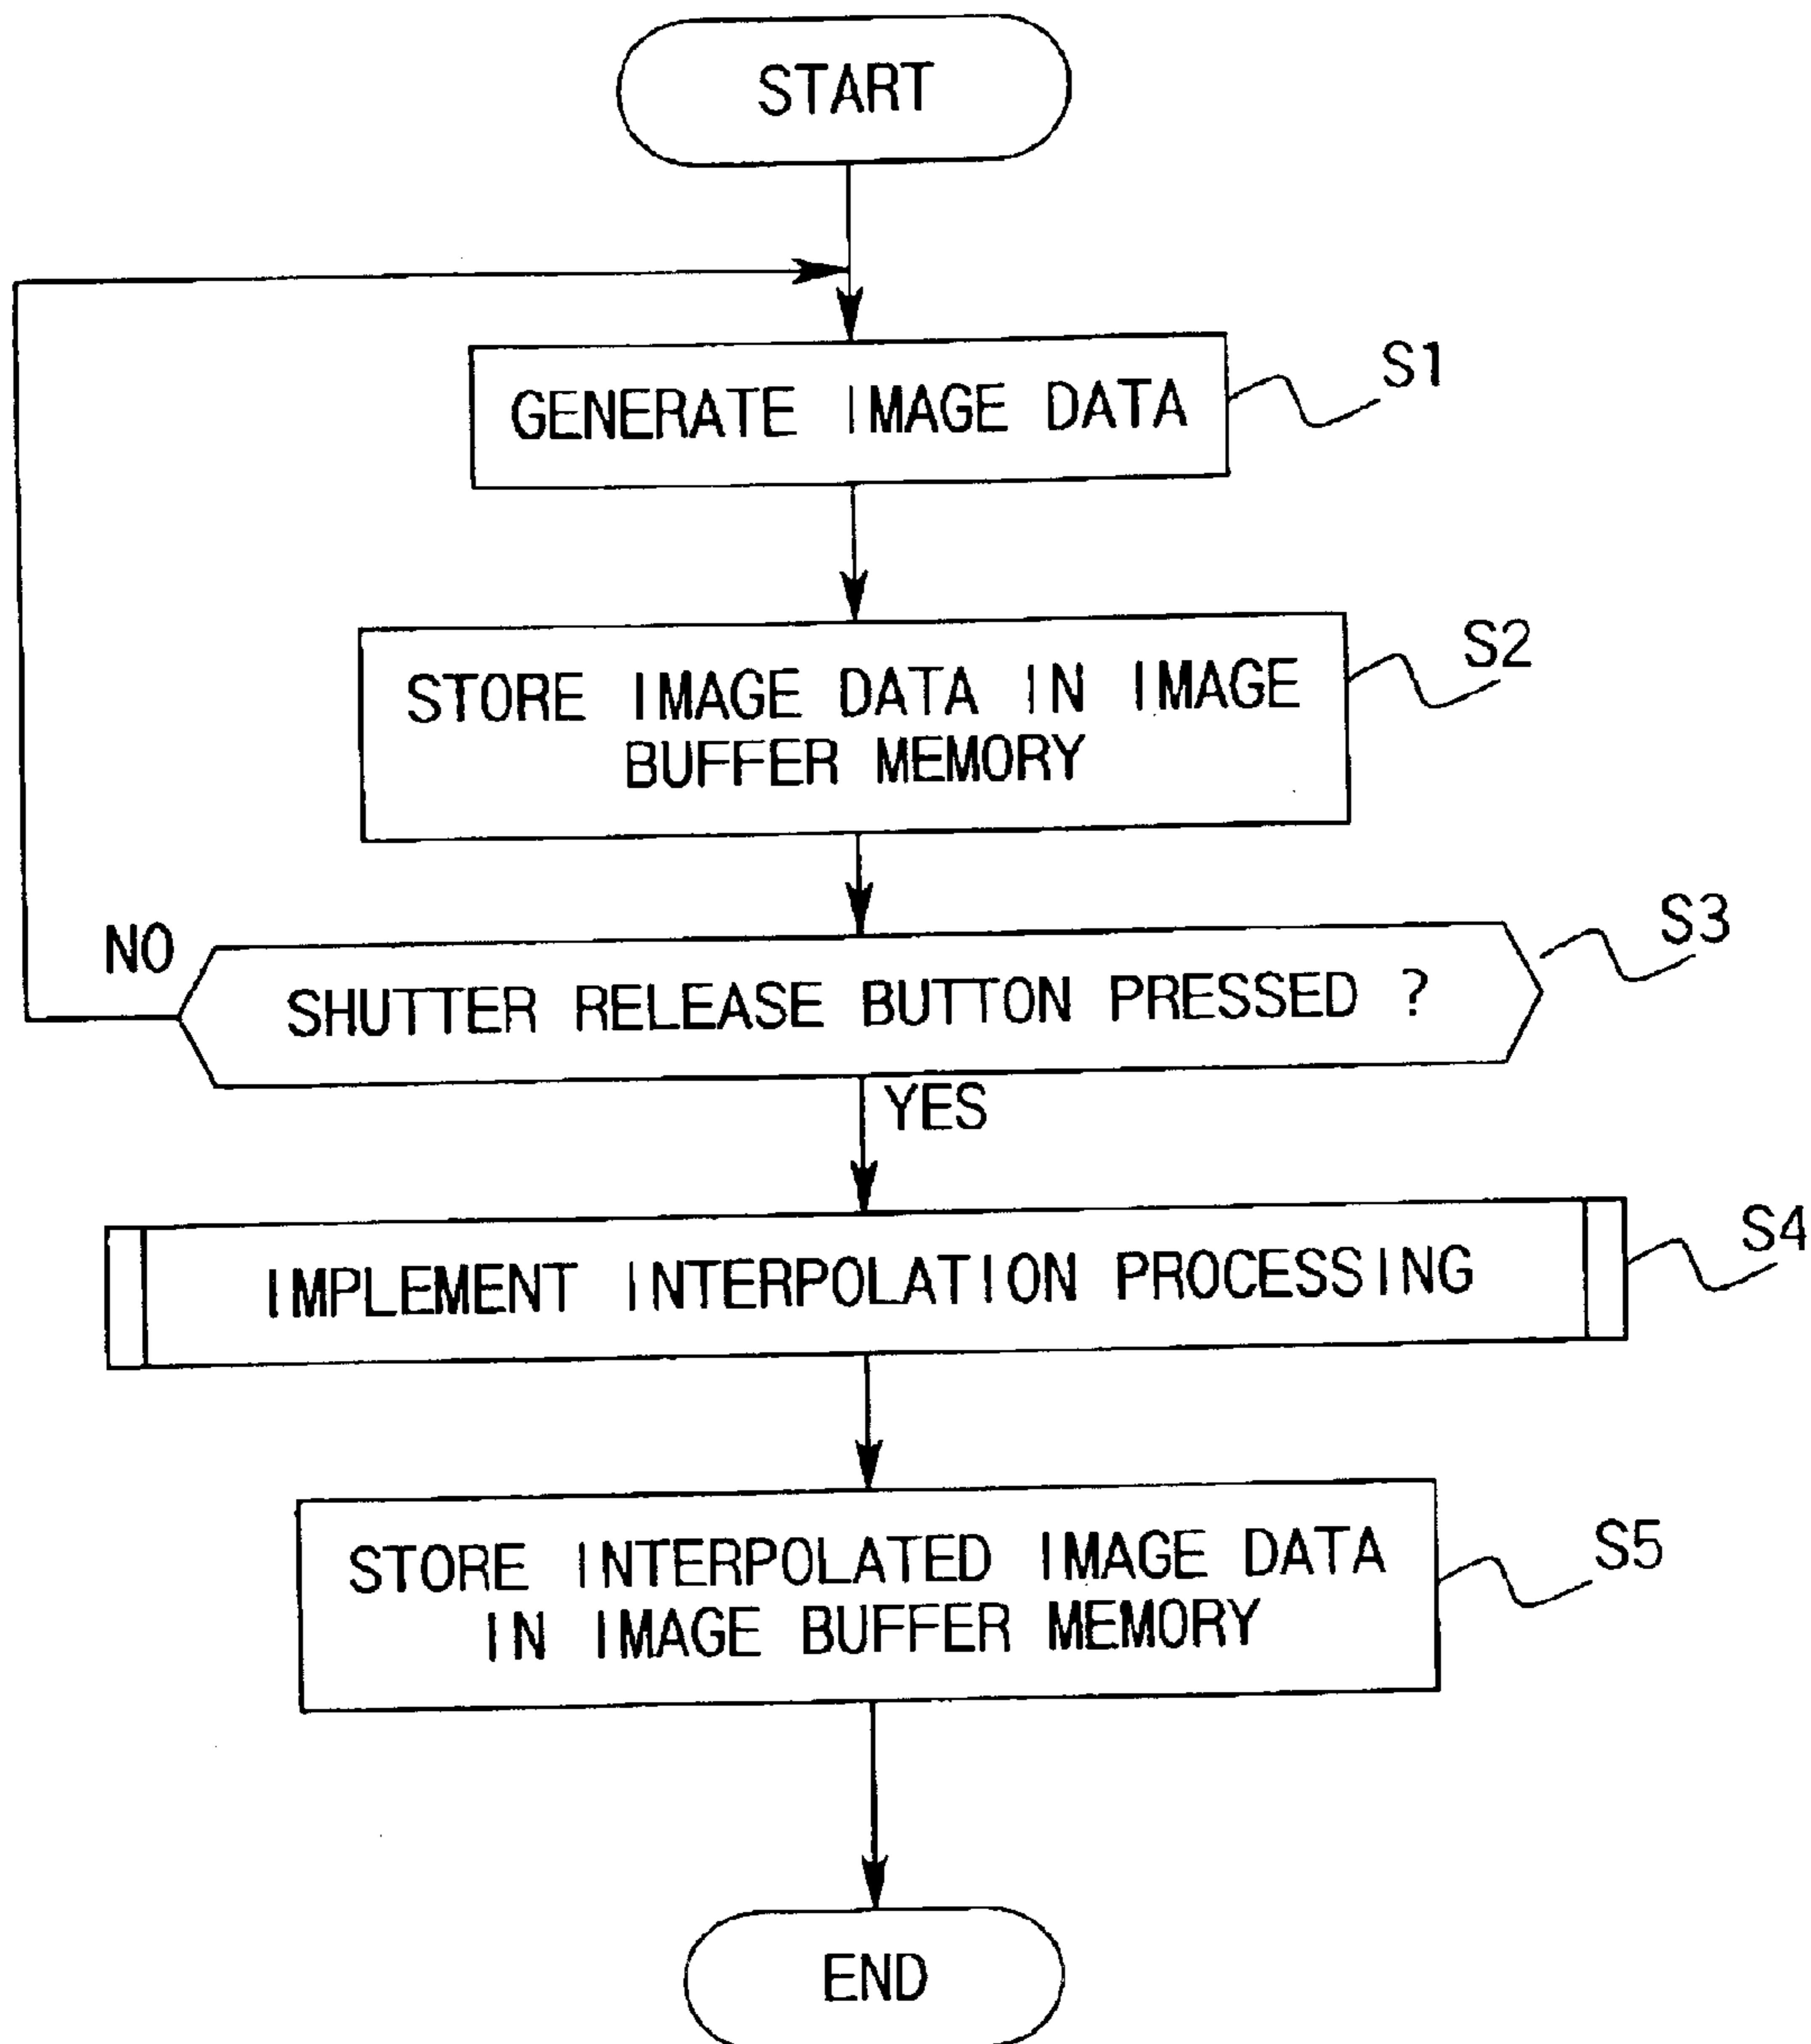 START
GENERATE IMAGE DATA
S1
STORE IMAGE DATA IN IMAGE
BUFFER MEMORY
S2
NO
SHUTTER RELEASE BUTTON PRESSED ?
S3
YES
IMPLEMENT INTERPOLATION PROCESSING
S4
STORE INTERPOLATED IMAGE DATA
IN IMAGE BUFFER MEMORY
S5
END